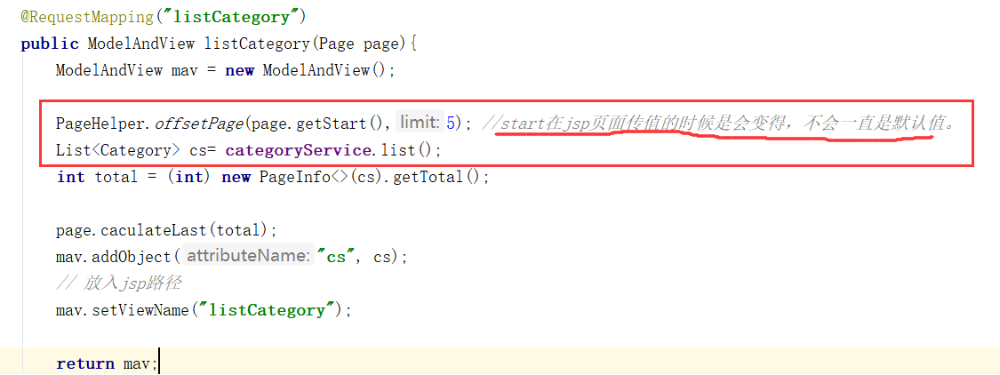 @RequestMapping("listCategory")
public ModelAndView listCategory(Page page){
ModelAndView mav = new ModelAndView();
PageHelper.offsetPage(page.getStart(), limit: 5); //start在jsp页面传值的时候是会变得，不会一直是默认值。
List<Category> cs= categoryService.list();
int total = (int) new PageInfo<>(cs).getTotal();
page.caculateLast(total);
mav.addObject( attributeName: "cs", cs);
// 放入jsp路径
mav.setViewName("listCategory");
return mav;